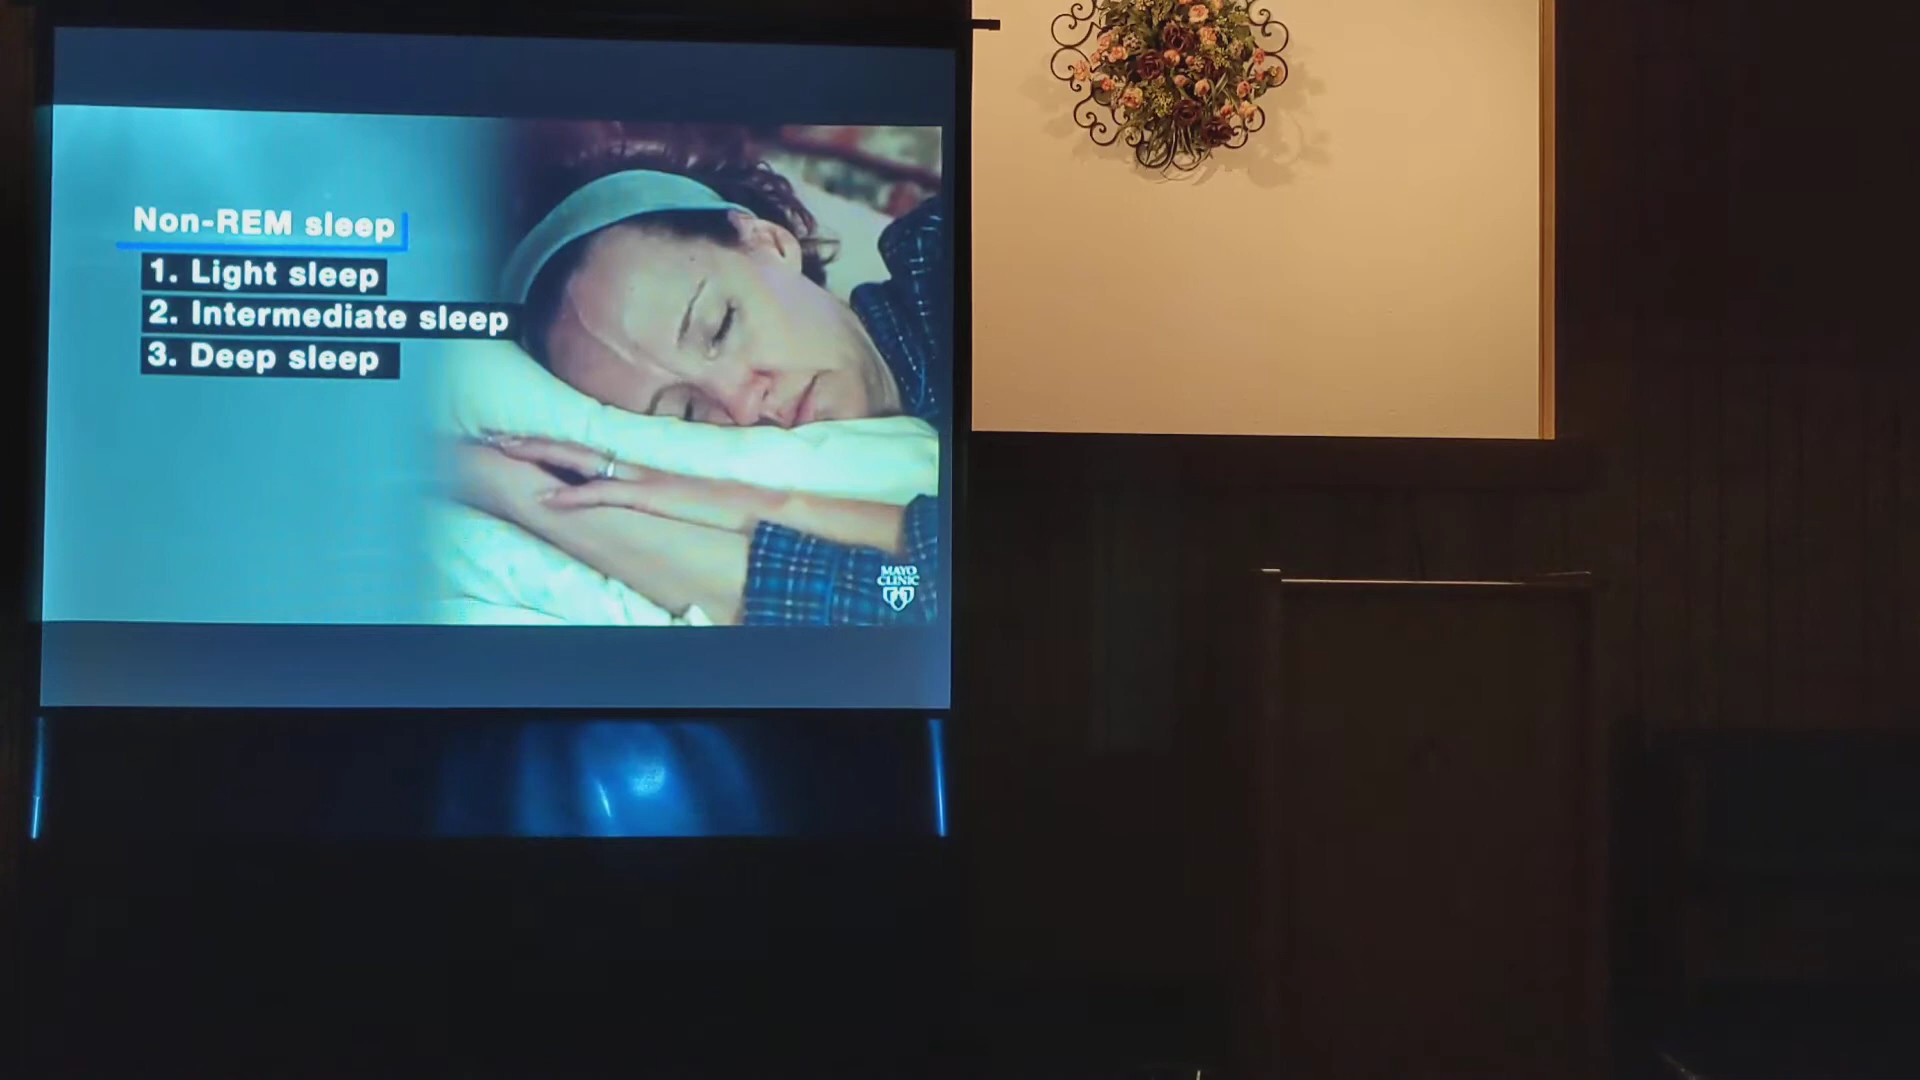 Non-REM sleep
1. Light sleep
2. Intermediate sleep
3. Deep sleep
MAYO
CLINIC